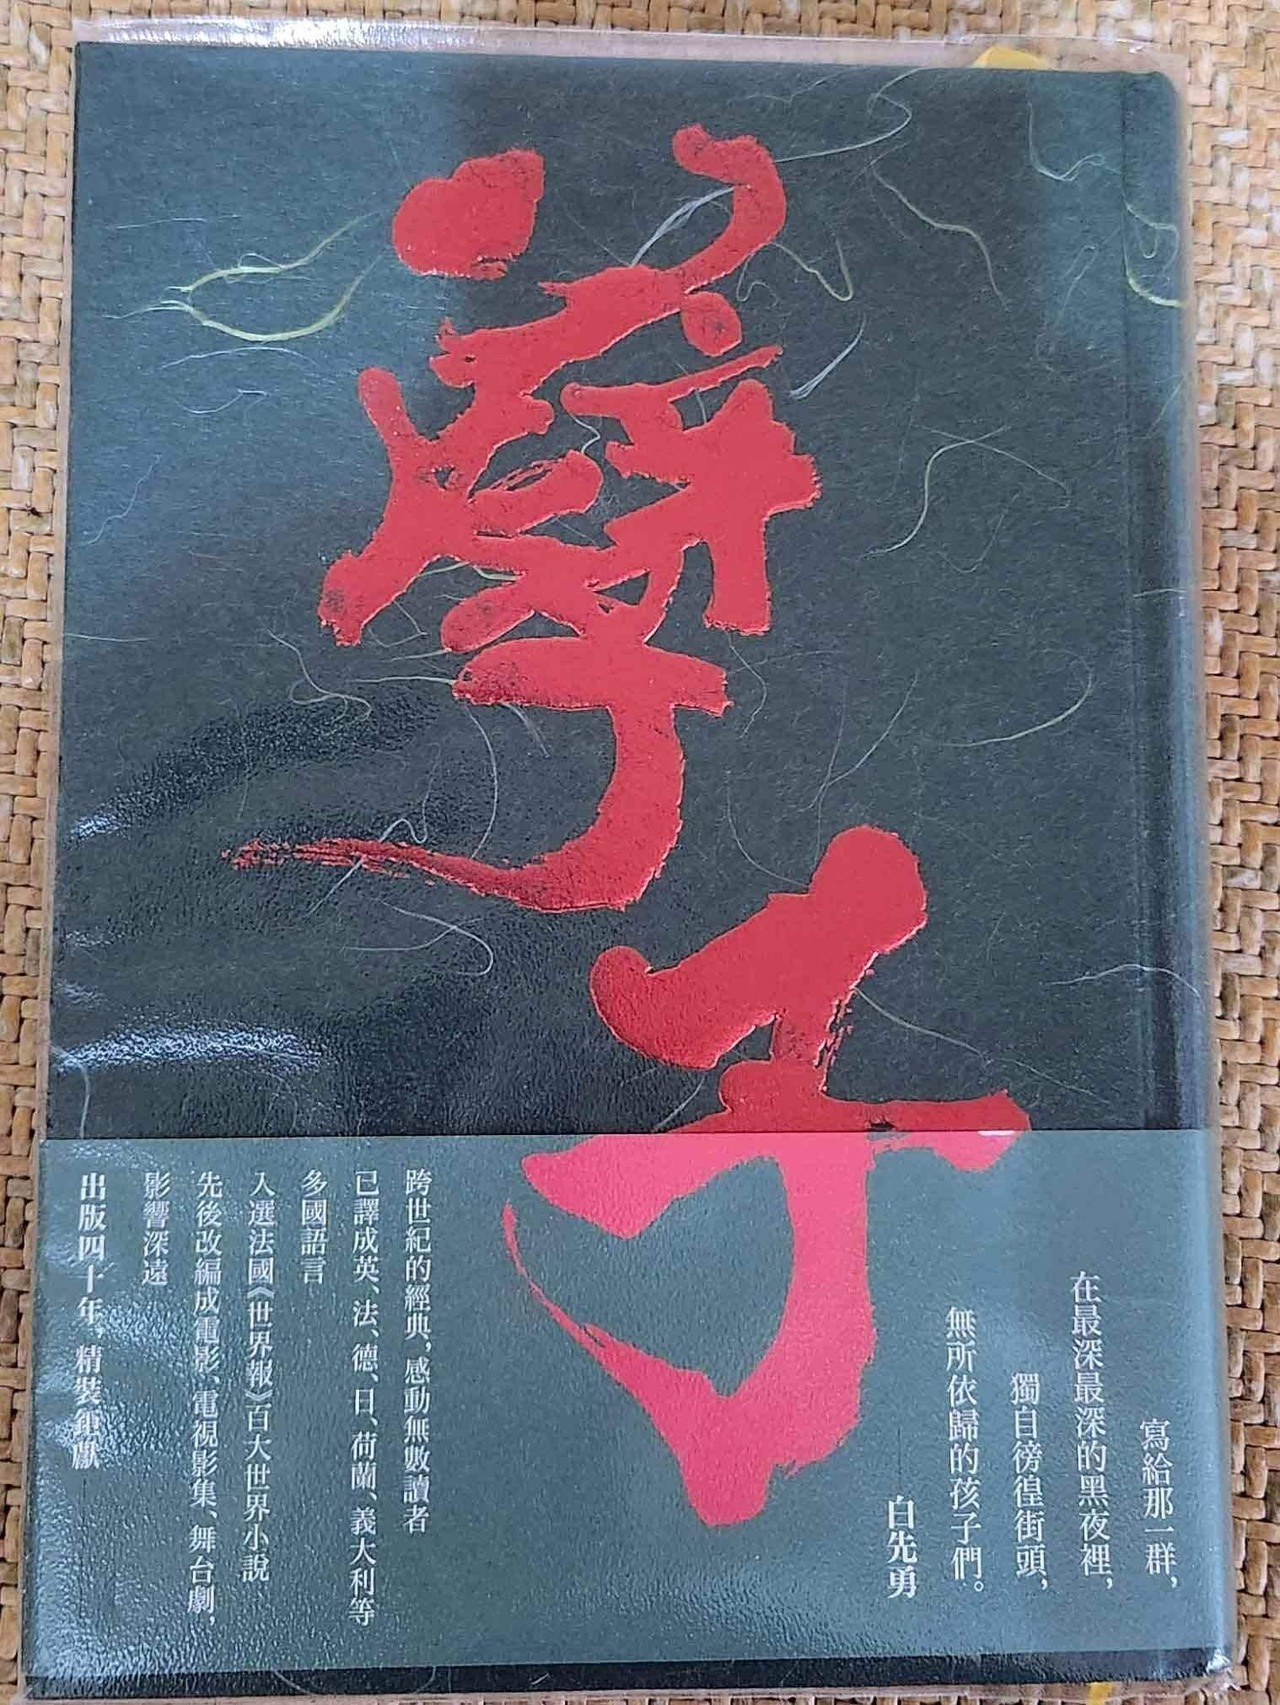 孽子
寫給那一群，
在最深最深的黑夜裡，
獨自徬徨街頭，
無所依歸的孩子們。
白先勇
跨世紀的經典，感動無數讀者
已譯成英、法、德、日、荷蘭、義大利等
多國語言
入選法國《世界報》百大世界小說
先後改編成電影、電視影集、舞台劇，
影響深遠
出版四十年，精裝鉅獻